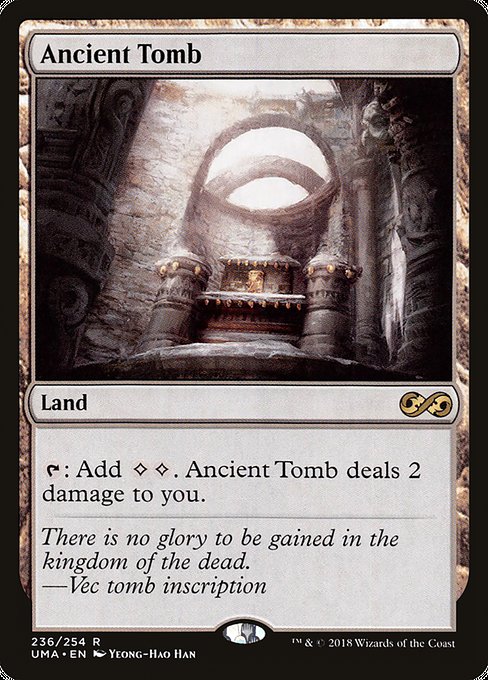 Ancient Tomb
Land
: Add . Ancient Tomb deals 2
damage to you.
There is no glory to be gained in the
kingdom of the dead.
—Vec tomb inscription
236/254 R
UMA • EN Yeong-Hao Han
™ & © 2018 Wizards of the Coast